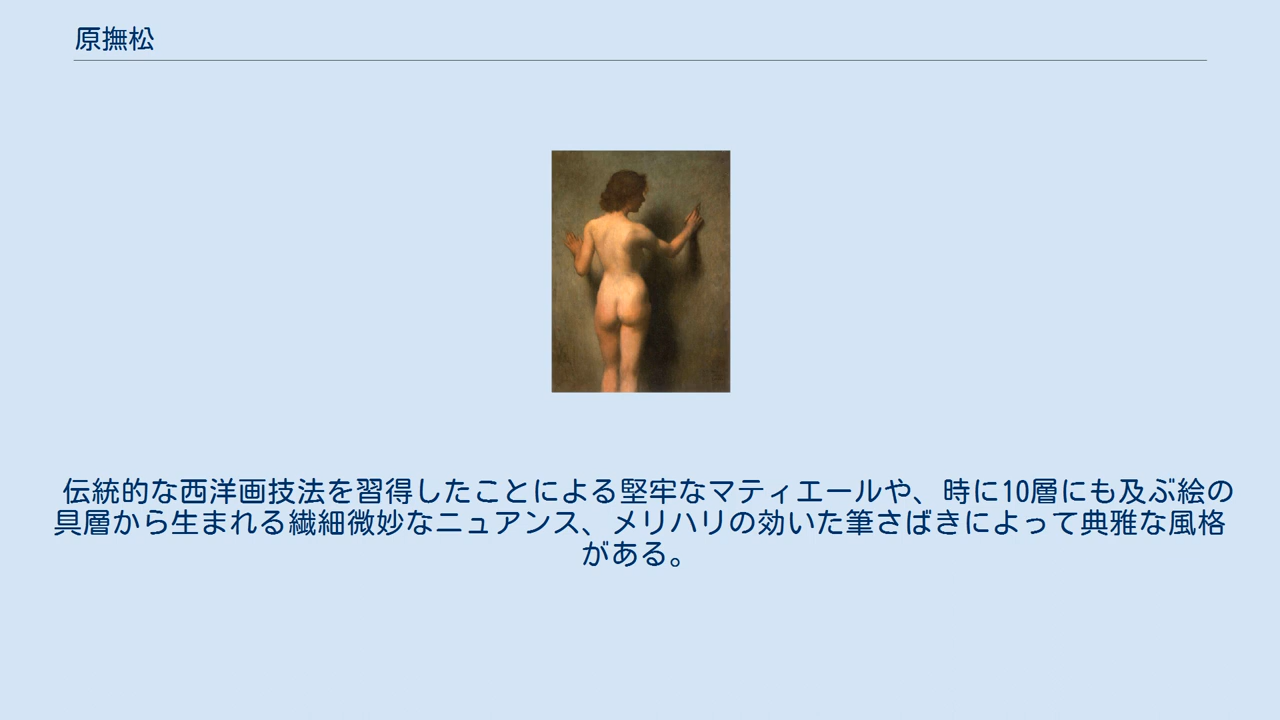 原撫松
伝統的な西洋画技法を習得したことによる堅牢なマティエールや、時に10層にも及ぶ絵の
具層から生まれる繊細微妙なニュアンス、メリハリの効いた筆さばきによって典雅な風格
がある。